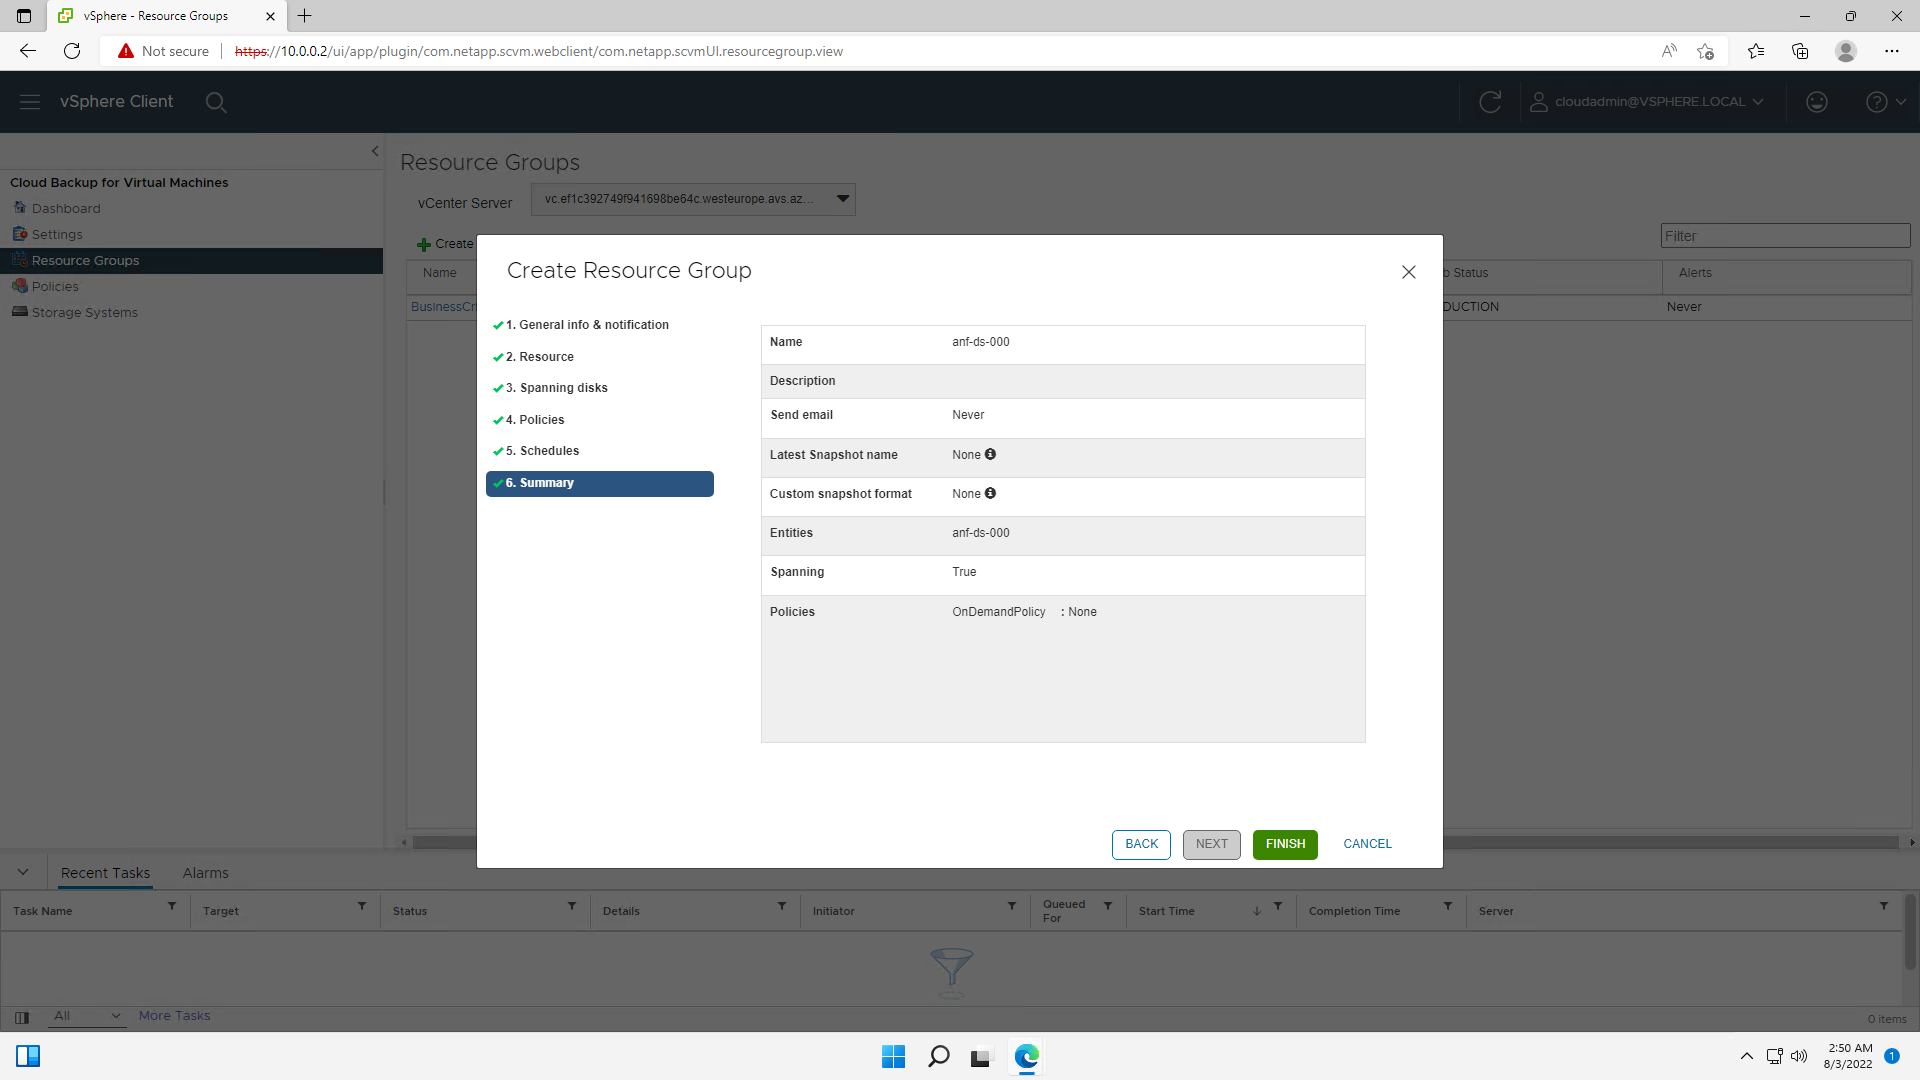 vSphere - Resource Groups
Not secure
https://10.0.0.2/ui/app/plugin/com.netapp.scvm.webclient/com.netapp.scvmUI.resourcegroup.view
vSphere Client
cloudadmin@VSPHERE.LOCAL
Cloud Backup for Virtual Machines
Dashboard
Settings
Resource Groups
Policies
Storage Systems
Resource Groups
vCenter Server
vc.ef1c392749f941698be64c.westeurope.avs.az...
Create
Filter
Name
b Status
Alerts
BusinessCri
DUCTION
Never
Create Resource Group
1. General info & notification
2. Resource
3. Spanning disks
4. Policies
5. Schedules
6. Summary
Name anf-ds-000
Description
Send email Never
Latest Snapshot name None
Custom snapshot format None
Entities anf-ds-000
Spanning True
Policies OnDemandPolicy : None
BACK
NEXT
FINISH
CANCEL
Recent Tasks
Alarms
Task Name
Target
Status
Details
Initiator
Queued
For
Start Time
Completion Time
Server
All
More Tasks
0 items
2:50 AM
8/3/2022
1